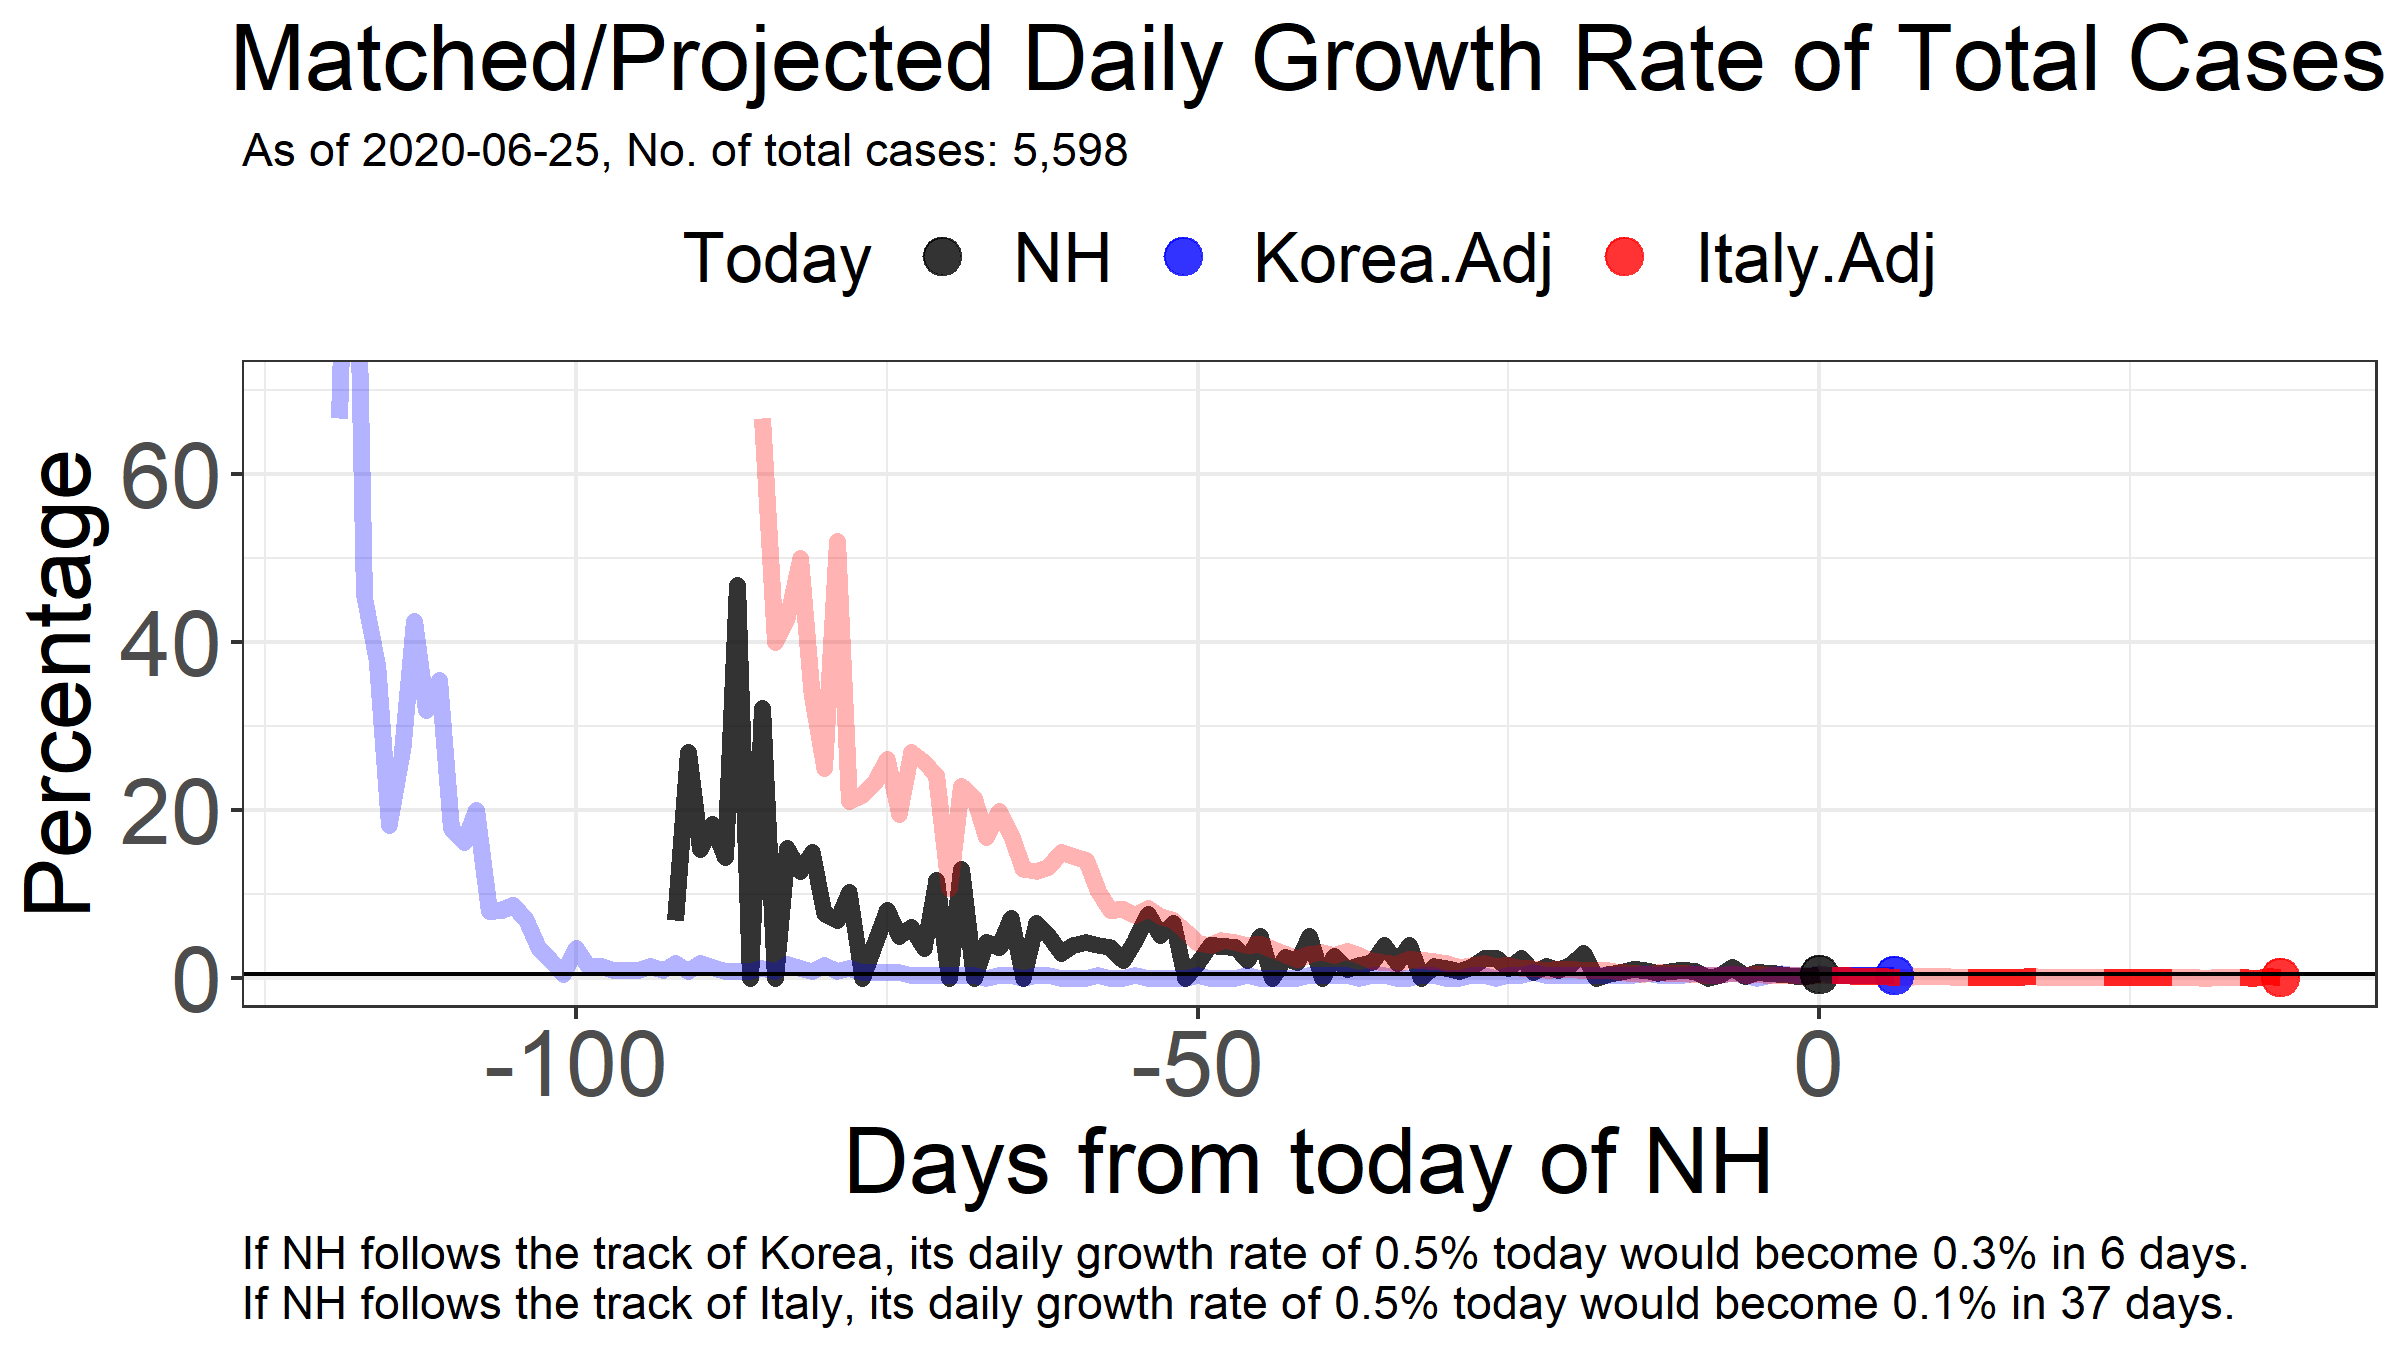 Matched/Projected Daily Growth Rate of Total Cases
As of 2020-06-25, No. of total cases: 5,598
Today NH Korea.Adj Italy.Adj
Percentage
60
40
20
0
-100 -50 0
Days from today of NH
If NH follows the track of Korea, its daily growth rate of 0.5% today would become 0.3% in 6 days.
If NH follows the track of Italy, its daily growth rate of 0.5% today would become 0.1% in 37 days.